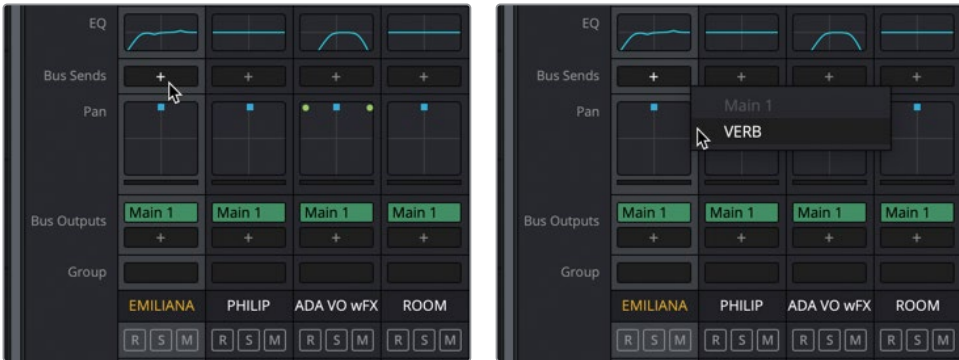 EQ
Bus Sends + + + +
Pan
Bus Outputs Main 1 Main 1 Main 1 Main 1
+ + + +
Group
EMILIANA PHILIP ADA VO wFX ROOM
R S M R S M R S M R S M
EQ
Bus Sends + + + +
Pan Main 1
VERB
Bus Outputs Main 1 Main 1 Main 1 Main 1
+ + + +
Group
EMILIANA PHILIP ADA VO wFX ROOM
R S M R S M R S M R S M